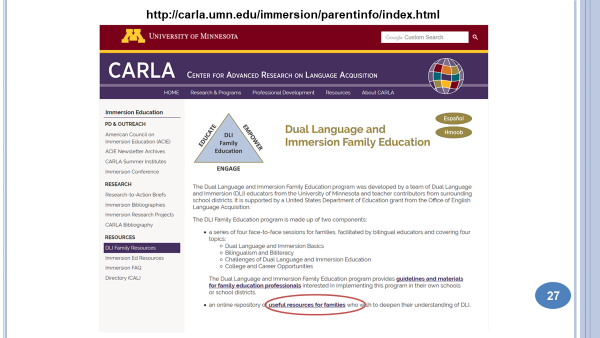 http://carla.umn.edu/immersion/parentinfo/index.html
M UNIVERSITY OF MINNESOTA
Google Custom Search
CARLA CENTER FOR ADVANCED RESEARCH ON LANGUAGE ACQUISITION
HOME Research & Programs Professional Development Resources About CARLA
Immersion Education
PD & OUTREACH
American Council on
Immersion Education (ACIE)
ACIE Newsletter Archives
CARLA Summer Institutes
Immersion Conference
RESEARCH
Research-to-Action Briefs
Immersion Bibliographies
Immersion Research Projects
CARLA Bibliography
RESOURCES
DLI Family Resources
Immersion Ed Resources
Immersion FAQ
Directory (CAL)
EDUCATE
EMPOWER
DLI
Family
Education
ENGAGE
Dual Language and
Immersion Family Education
Español
Hmoob
The Dual Language and Immersion Family Education program was developed by a team of Dual Language
and Immersion (DLI) educators from the University of Minnesota and teacher contributors from surrounding
school districts. It is supported by a United States Department of Education grant from the Office of English
Language Acquisition.
The DLI Family Education program is made up of two components:
• a series of four face-to-face sessions for families, facilitated by bilingual educators and covering four
topics:
○ Dual Language and Immersion Basics
○ Bilingualism and Biliteracy
○ Challenges of Dual Language and Immersion Education
○ College and Career Opportunities
The Dual Language and Immersion Family Education program provides guidelines and materials
for family education professionals interested in implementing this program in their own schools
or school districts.
• an online repository of useful resources for families who wish to deepen their understanding of DLI.
27